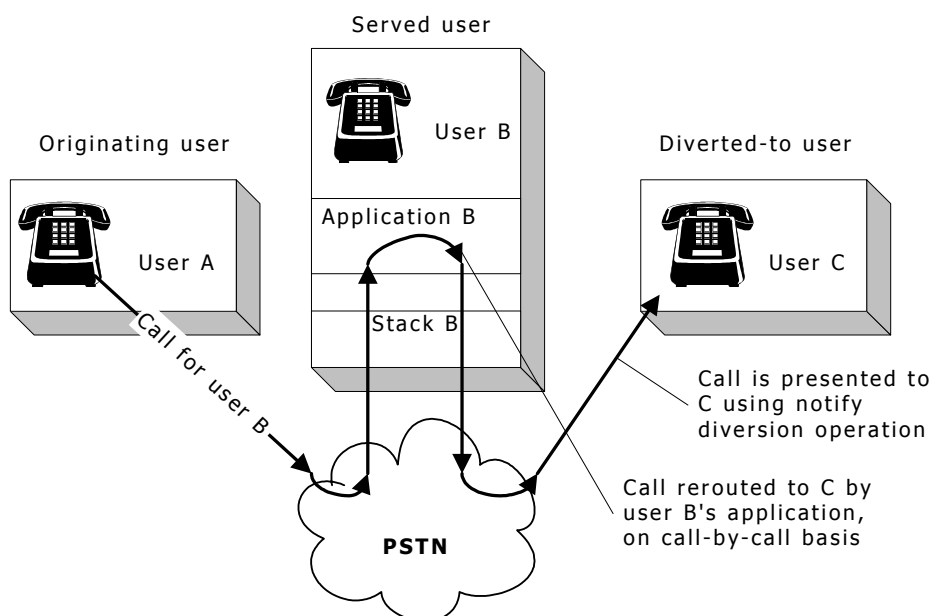 Served user
User B
Originating user
Diverted-to user
Application B
User A
User C
Stack B
Call for user B
Call is presented to
C using notify
diversion operation
Call rerouted to C by
user B's application,
on call-by-call basis
PSTN